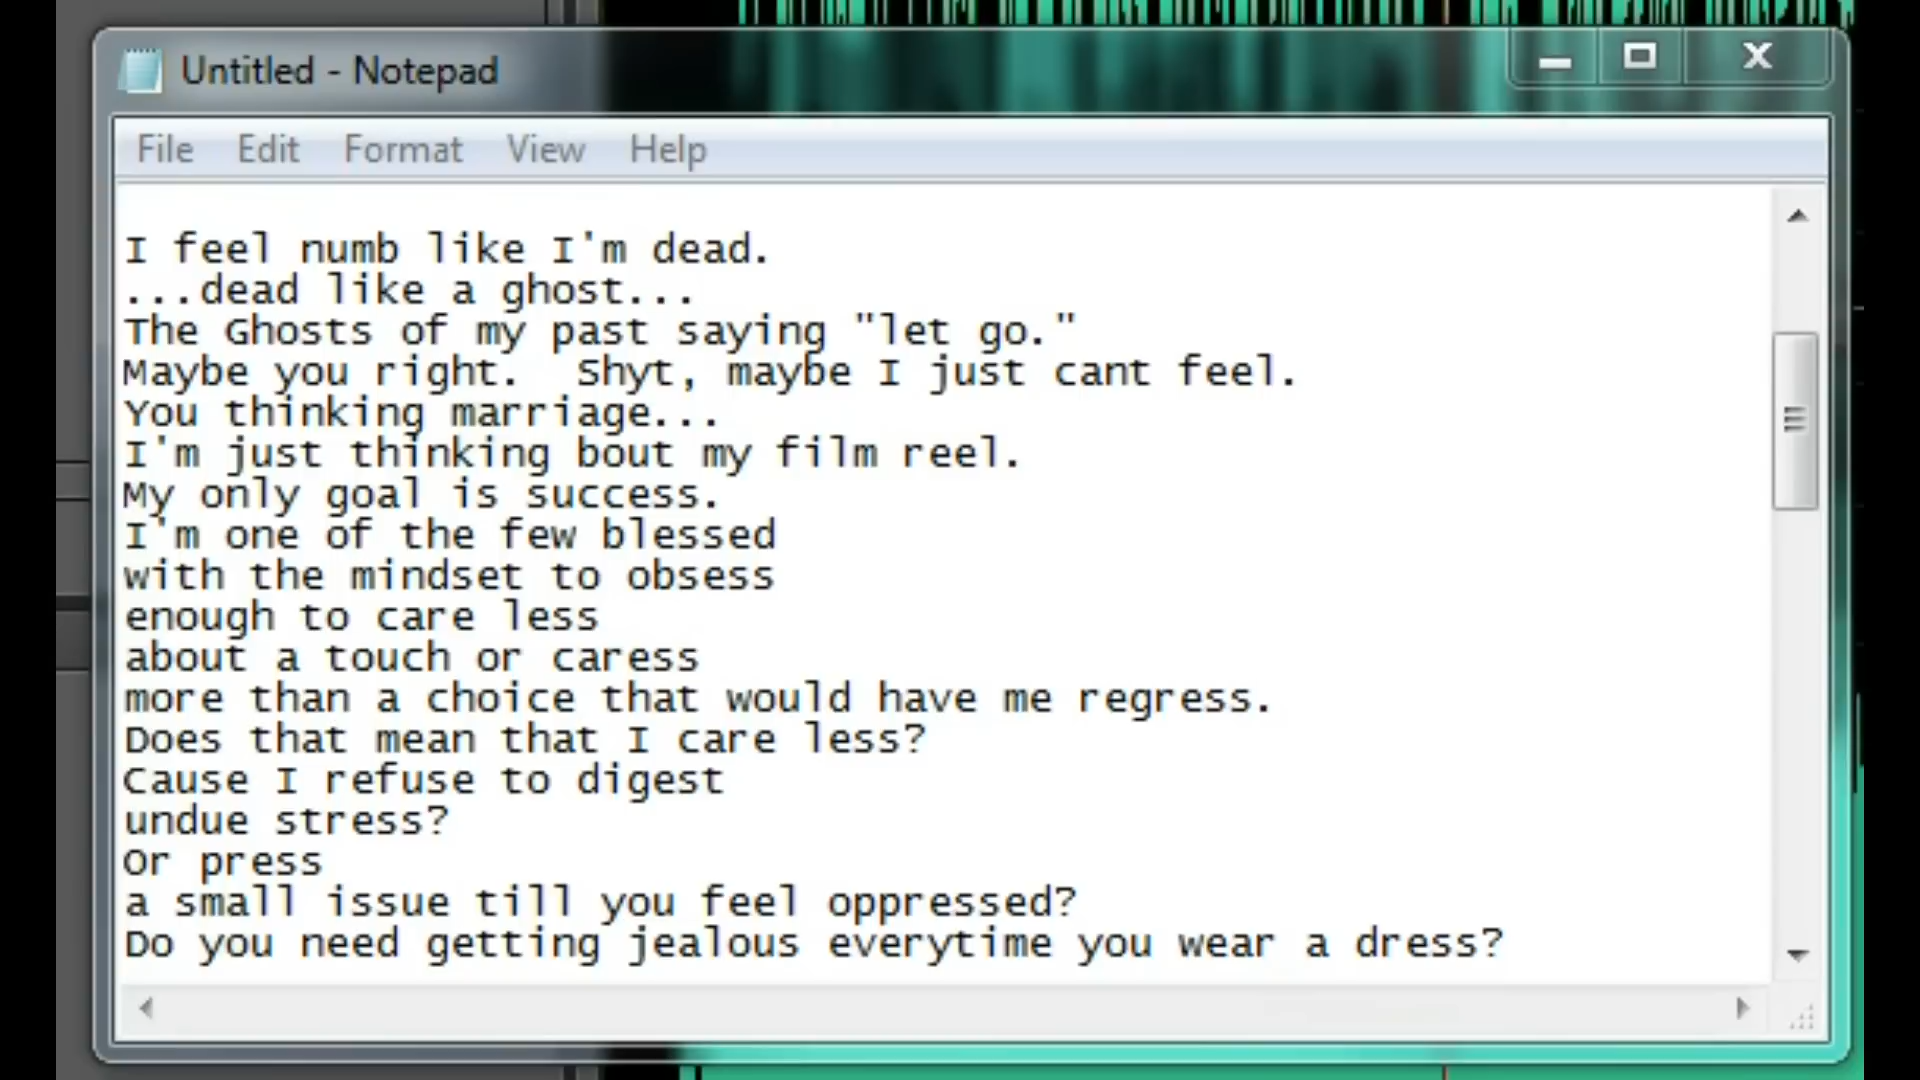 Untitled - Notepad
File Edit Format View Help
I feel numb like I'm dead.
...dead like a ghost...
The Ghosts of my past saying "let go."
Maybe you right.  Shyt, maybe I just cant feel.
You thinking marriage...
I'm just thinking bout my film reel.
My only goal is success.
I'm one of the few blessed
with the mindset to obsess
enough to care less
about a touch or caress
more than a choice that would have me regress.
Does that mean that I care less?
Cause I refuse to digest
undue stress?
Or press
a small issue till you feel oppressed?
Do you need getting jealous everytime you wear a dress?